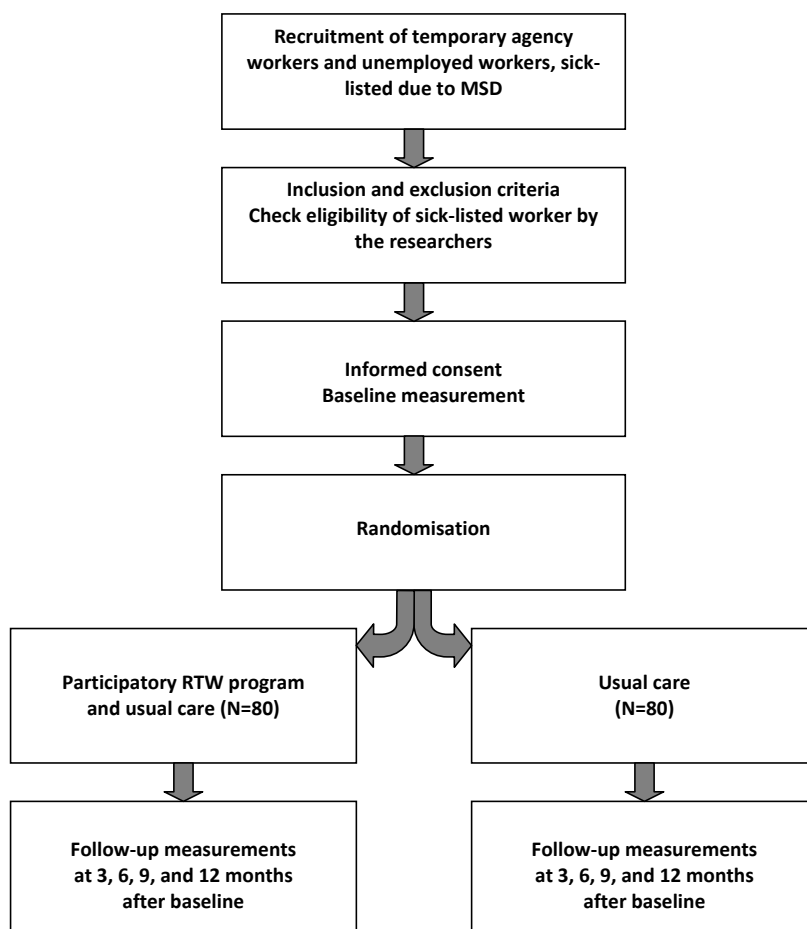 Recruitment of temporary agency
workers and unemployed workers, sick-
listed due to MSD
Inclusion and exclusion criteria
Check eligibility of sick-listed worker by
the researchers
Informed consent
Baseline measurement
Randomisation
Participatory RTW program
and usual care (N=80)
Usual care
(N=80)
Follow-up measurements
at 3, 6, 9, and 12 months
after baseline
Follow-up measurements
at 3, 6, 9, and 12 months
after baseline